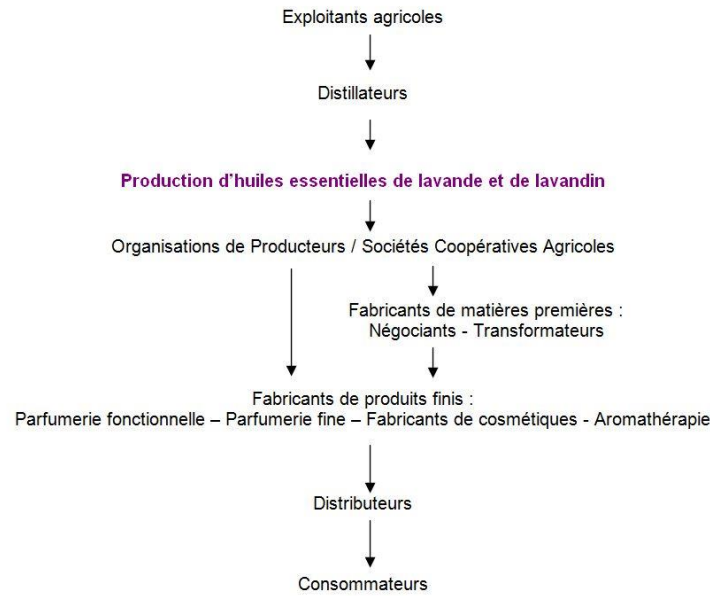 Exploitants agricoles
Distillateurs
Production d'huiles essentielles de lavande et de lavandin
Organisations de Producteurs / Sociétés Coopératives Agricoles
Fabricants de matières premières :
Négociants - Transformateurs
Fabricants de produits finis :
Parfumerie fonctionnelle – Parfumerie fine – Fabricants de cosmétiques - Aromathérapie
Distributeurs
Consommateurs